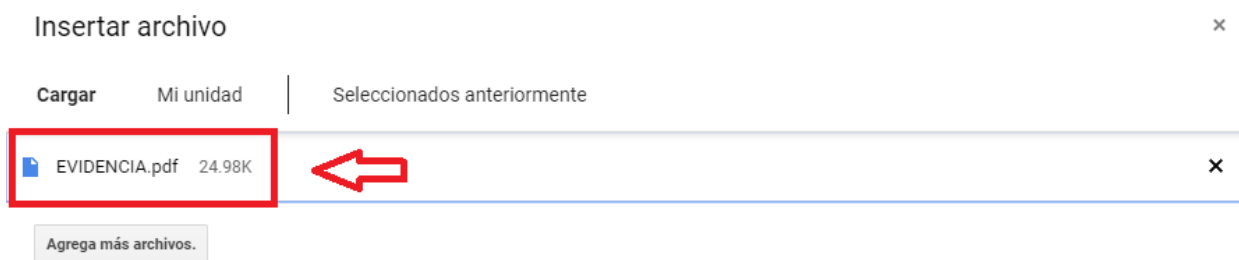 Insertar archivo
Cargar Mi unidad Seleccionados anteriormente
EVIDENCIA.pdf 24.98K
Agrega más archivos.